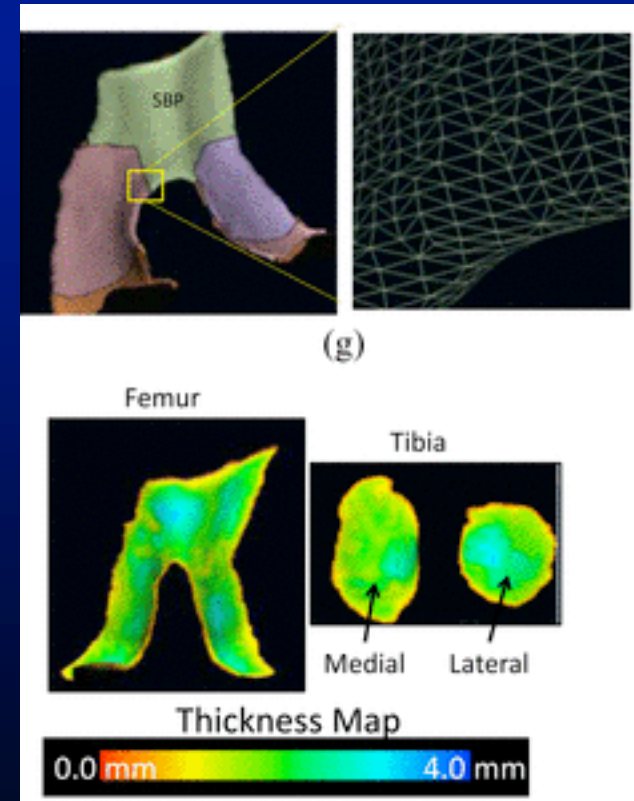 SBP
(g)
Femur
Tibia
Medial Lateral
Thickness Map
0.0 mm 4.0 mm